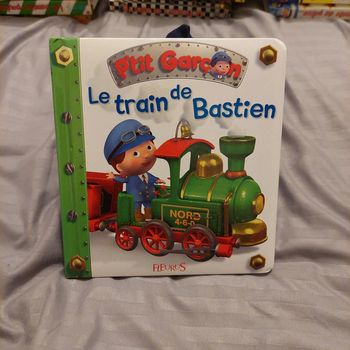 P'tit Garçon
Le train de
Bastien
NORD
4-6-0
FLEURUS